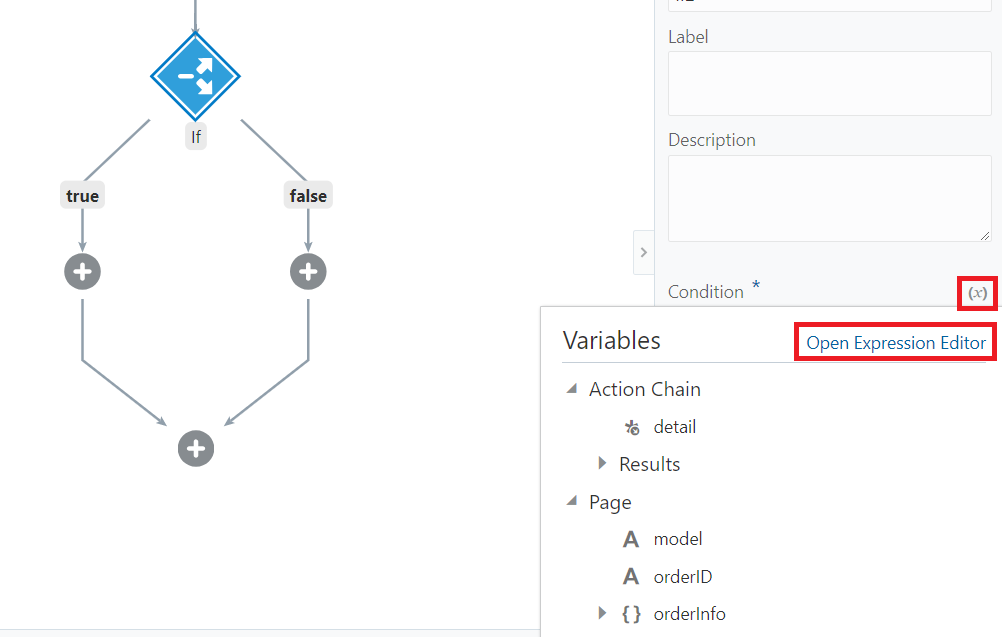 If
true
false
Label
Description
Condition *
(x)
Variables
Open Expression Editor
Action Chain
detail
Results
Page
A model
A orderID
{ } orderInfo